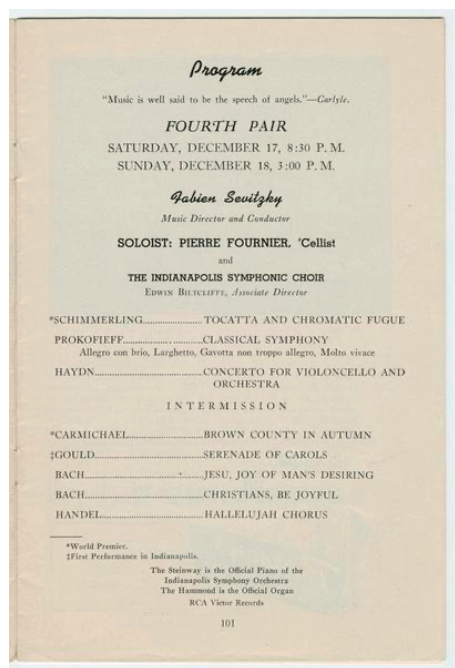 Program
"Music is well said to be the speech of angels."—Carlyle.
FOURTH PAIR
SATURDAY, DECEMBER 17, 8:30 P. M.
SUNDAY, DECEMBER 18, 3:00 P. M.
Fabien Sevitzky
Music Director and Conductor
SOLOIST: PIERRE FOURNIER, 'Cellist
and
THE INDIANAPOLIS SYMPHONIC CHOIR
EDWIN BILTCLIFFE, Associate Director
*SCHIMMERLING........................TOCATTA AND CHROMATIC FUGUE
PROKOFIEFF............................CLASSICAL SYMPHONY
Allegro con brio, Larghetto, Gavotta non troppo allegro, Molto vivace
HAYDN....................................CONCERTO FOR VIOLONCELLO AND
ORCHESTRA
INTERMISSION
*CARMICHAEL..........................BROWN COUNTY IN AUTUMN
‡GOULD....................................SERENADE OF CAROLS
BACH........................................JESU, JOY OF MAN'S DESIRING
BACH........................................CHRISTIANS, BE JOYFUL
HANDEL....................................HALLELUJAH CHORUS
*World Premier.
‡First Performance in Indianapolis.
The Steinway is the Official Piano of the
Indianapolis Symphony Orchestra
The Hammond is the Official Organ
RCA Victor Records
101